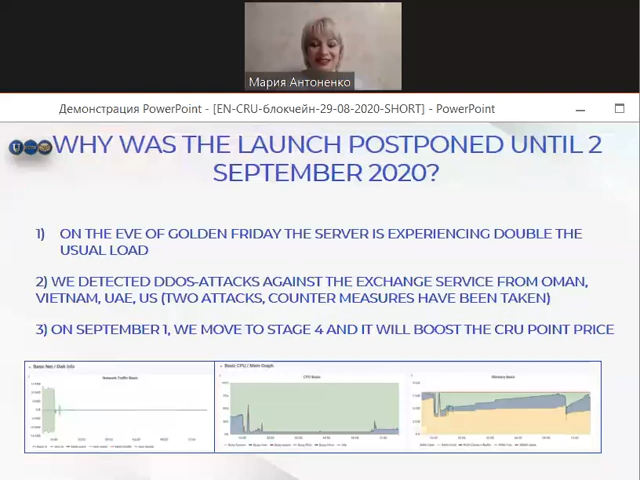 Мария Антоненко
Демонстрация PowerPoint - [EN-CRU-блокчейн-29-08-2020-SHORT] - PowerPoint
WHY WAS THE LAUNCH POSTPONED UNTIL 2
SEPTEMBER 2020?
1) ON THE EVE OF GOLDEN FRIDAY THE SERVER IS EXPERIENCING DOUBLE THE
USUAL LOAD
2) WE DETECTED DDOS-ATTACKS AGAINST THE EXCHANGE SERVICE FROM OMAN,
VIETNAM, UAE, US (TWO ATTACKS, COUNTER MEASURES HAVE BEEN TAKEN)
3) ON SEPTEMBER 1, WE MOVE TO STAGE 4 AND IT WILL BOOST THE CRU POINT PRICE
Basic Net / Disk Info
Basic CPU / Mem Graph
Network Traffic Basic
CPU Basic
Memory Basic